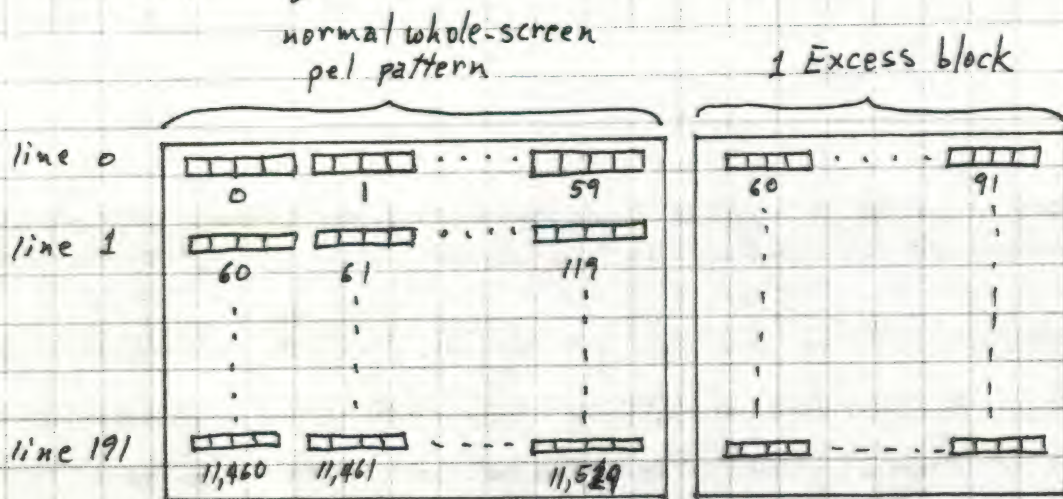 normal whole-screen
pel pattern
1 Excess block
line 0
0 1 59 60 91
line 1
60 61 119
line 191
11,460 11,461 11,519